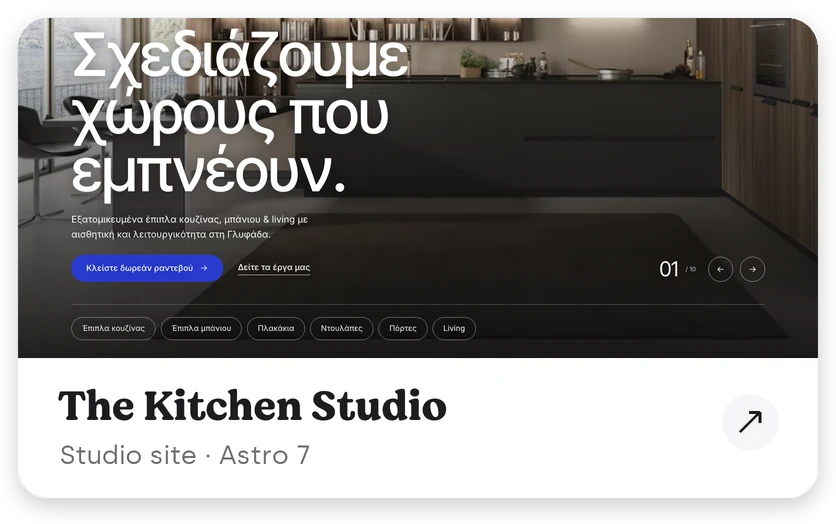 Σχεδιάζουμε
χώρους που
εμπνέουν.
Εξατομικευμένα έπιπλα κουζίνας, μπάνιου & living με
αισθητική και λειτουργικότητα στη Γλυφάδα.
Κλείστε δωρεάν ραντεβού →
Δείτε τα έργα μας
01 / 10 ← →
Έπιπλα κουζίνας
Έπιπλα μπάνιου
Πλακάκια
Ντουλάπες
Πόρτες
Living
The Kitchen Studio
Studio site · Astro 7